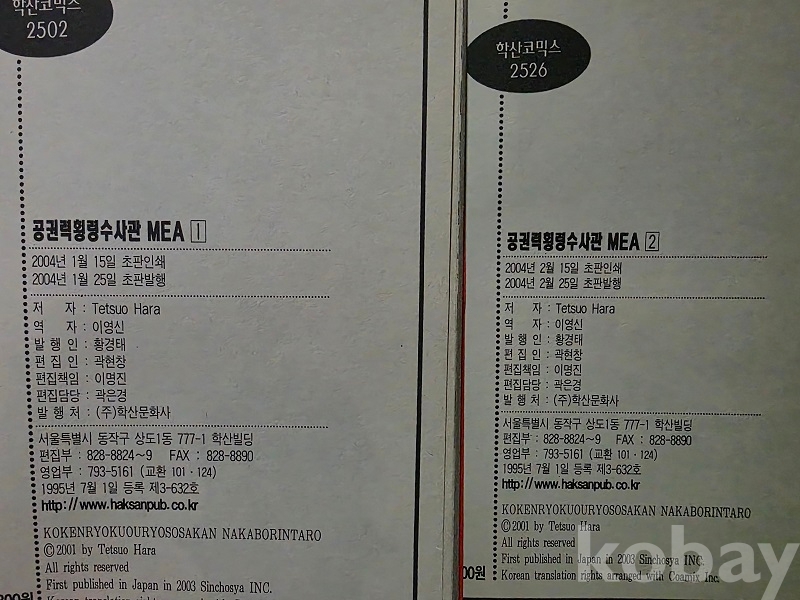 학산코믹스
2502
공권력횡령수사관 MEA 1
2004년 1월 15일 초판인쇄
2004년 1월 25일 초판발행
저 자 : Tetsuo Hara
역 자 : 이영신
발 행 인 : 황경태
편 집 인 : 곽현창
편집책임 : 이명진
편집담당 : 곽은경
발 행 처 : (주)학산문화사
서울특별시 동작구 상도1동 777-1 학산빌딩
편집부 : 828-8824~9 FAX : 828-8890
영업부 : 793-5161 (교환 101·124)
1995년 7월 1일 등록 제3-632호
http://www.haksanpub.co.kr
KOKENRYOKUOURYOSOSAKAN NAKABORINTARO
©2001 by Tetsuo Hara
All rights reserved
First published in Japan in 2003 Sinchosya INC.
Korean translation rights arranged with
00원
학산코믹스
2526
공권력횡령수사관 MEA 2
2004년 2월 15일 초판인쇄
2004년 2월 25일 초판발행
저 자 : Tetsuo Hara
역 자 : 이영신
발 행 인 : 황경태
편 집 인 : 곽현창
편집책임 : 이명진
편집담당 : 곽은경
발 행 처 : (주)학산문화사
서울특별시 동작구 상도1동 777-1 학산빌딩
편집부 : 828-8824~9 FAX : 828-8890
영업부 : 793-5161 (교환 101·124)
1995년 7월 1일 등록 제3-632호
http://www.haksanpub.co.kr
KOKENRYOKUOURYOSOSAKAN NAKABORINTARO
©2001 by Tetsuo Hara
All rights reserved
First published in Japan in 2003 Sinchosya INC.
Korean translation rights arranged with Coamix Inc.
00원
kobay